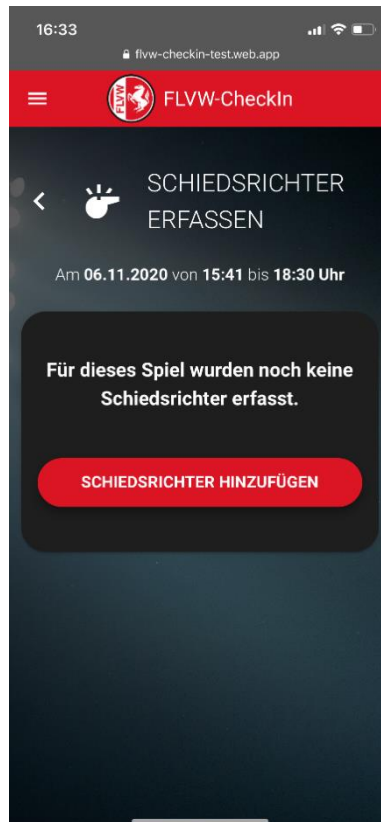 16:33
flvw-checkin-test.web.app
FLVW
FLVW-CheckIn
SCHIEDSRICHTER
ERFASSEN
Am 06.11.2020 von 15:41 bis 18:30 Uhr
Für dieses Spiel wurden noch keine
Schiedsrichter erfasst.
SCHIEDSRICHTER HINZUFÜGEN